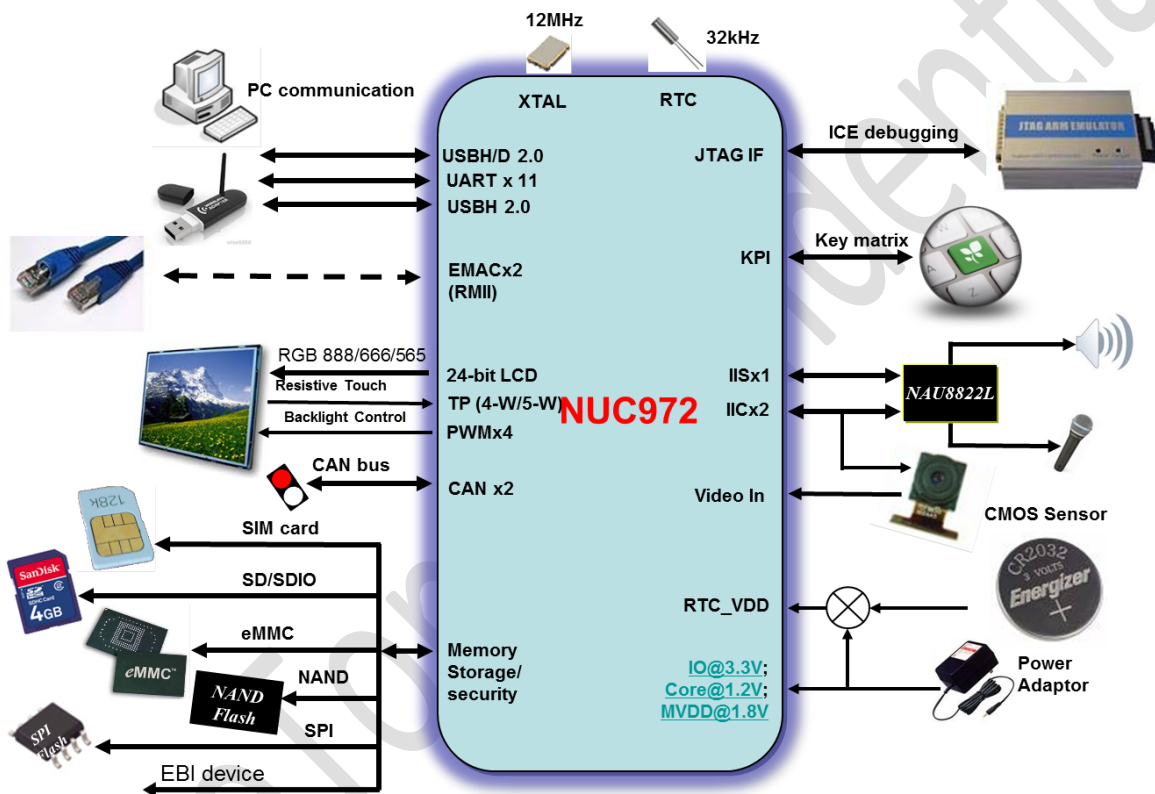 12MHz
32kHz
XTAL
RTC
PC communication
USBH/D 2.0
UART x 11
USBH 2.0
EMACx2
(RMII)
RGB 888/666/565
24-bit LCD
Resistive Touch
TP (4-W/5-W)
Backlight Control
PWMx4
CAN bus
CAN x2
128k
SIM card
SanDisk
SDHC Card
4GB
SD/SDIO
eMMC
eMMC™
NAND
NAND
Flash
SPI
SPI
Flash
EBI device
Memory
Storage/
security
NUC972
JTAG IF
ICE debugging
JTAG ARM EMULATOR
KPI
Key matrix
W
A
Z
IISx1
IICx2
NAU8822L
Video In
CMOS Sensor
RTC_VDD
CR2032
3 VOLTS
Energizer
+
IO@3.3V;
Core@1.2V;
MVDD@1.8V
Power
Adaptor